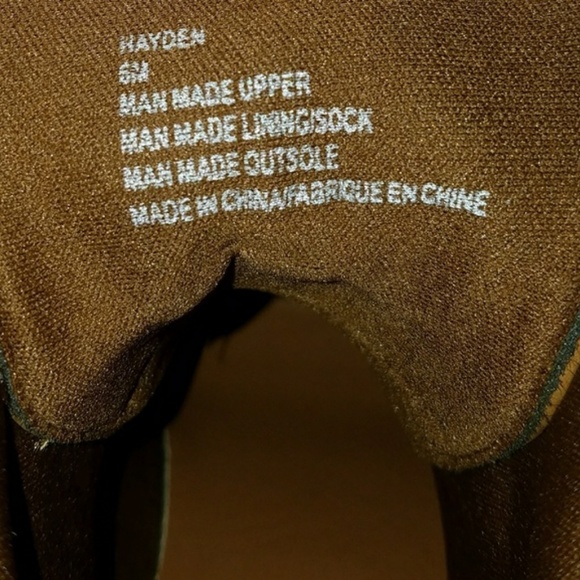 HAYDEN
6M
MAN MADE UPPER
MAN MADE LINING/SOCK
MAN MADE OUTSOLE
MADE IN CHINA/FABRIQUE EN CHINE